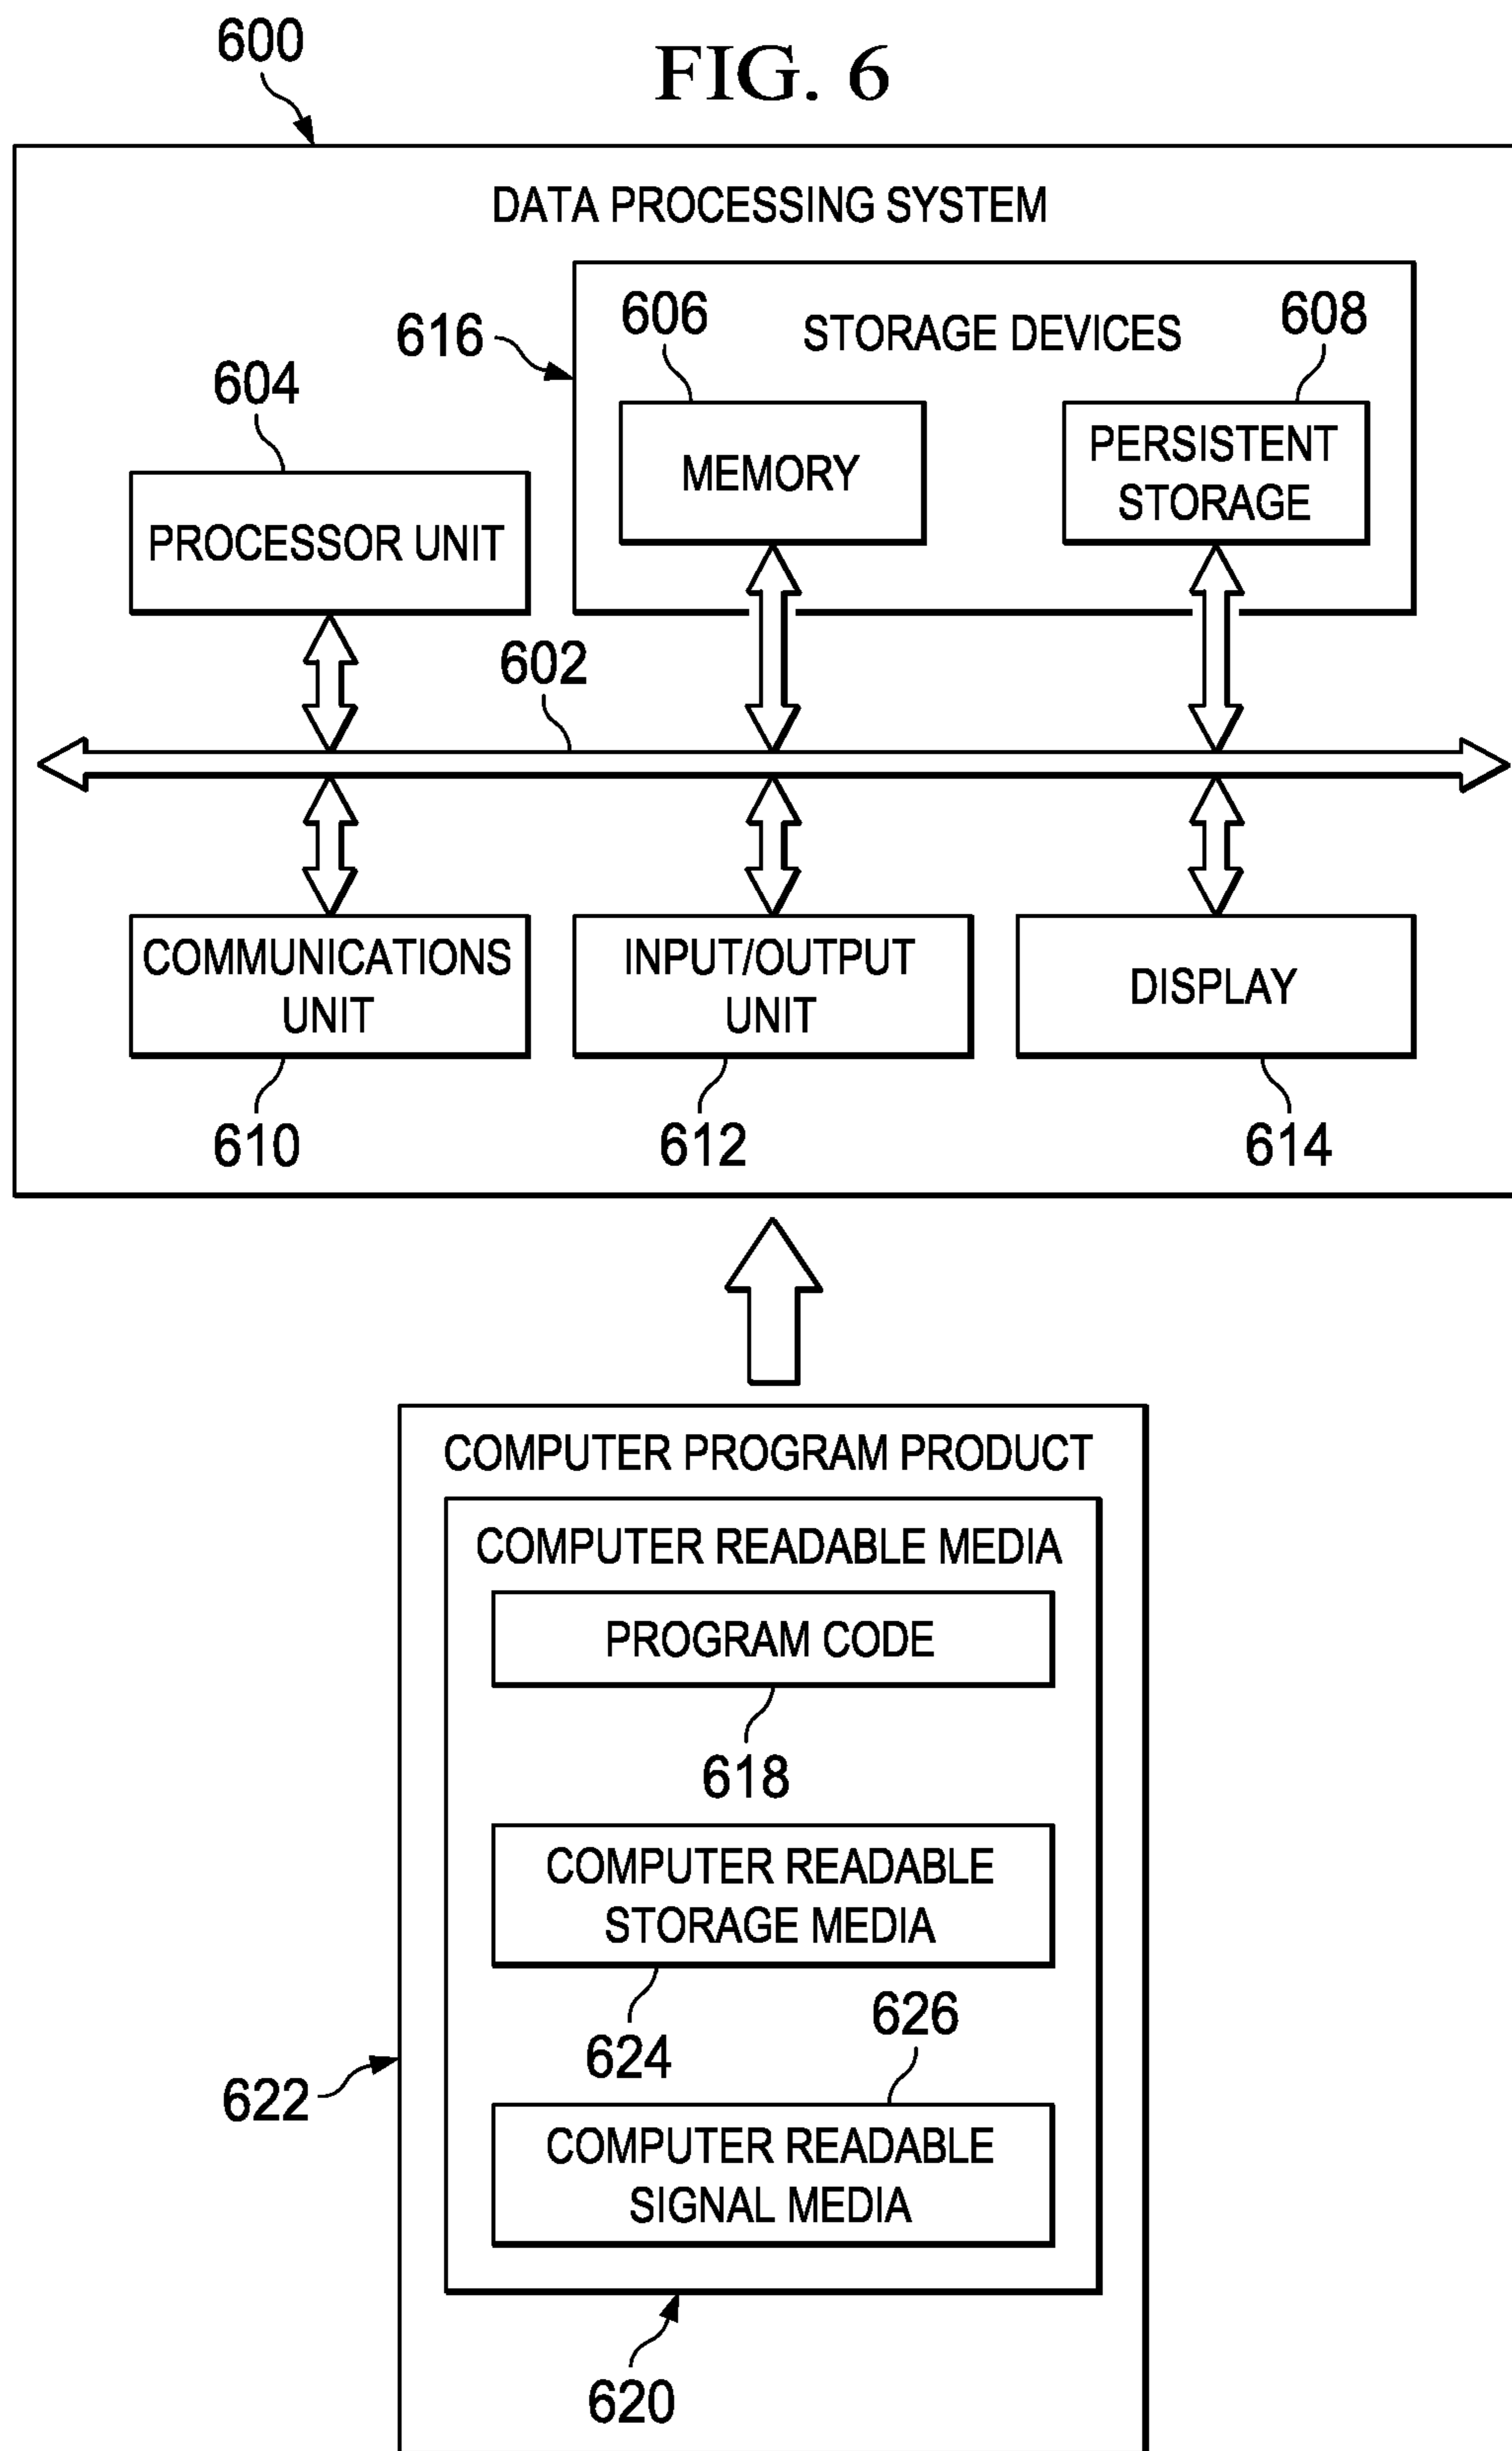 600
FIG. 6
DATA PROCESSING SYSTEM
616
606
STORAGE DEVICES
608
604
MEMORY
PERSISTENT
STORAGE
PROCESSOR UNIT
602
COMMUNICATIONS
UNIT
INPUT/OUTPUT
UNIT
DISPLAY
610
612
614
COMPUTER PROGRAM PRODUCT
COMPUTER READABLE MEDIA
PROGRAM CODE
618
COMPUTER READABLE
STORAGE MEDIA
624
626
622
COMPUTER READABLE
SIGNAL MEDIA
620